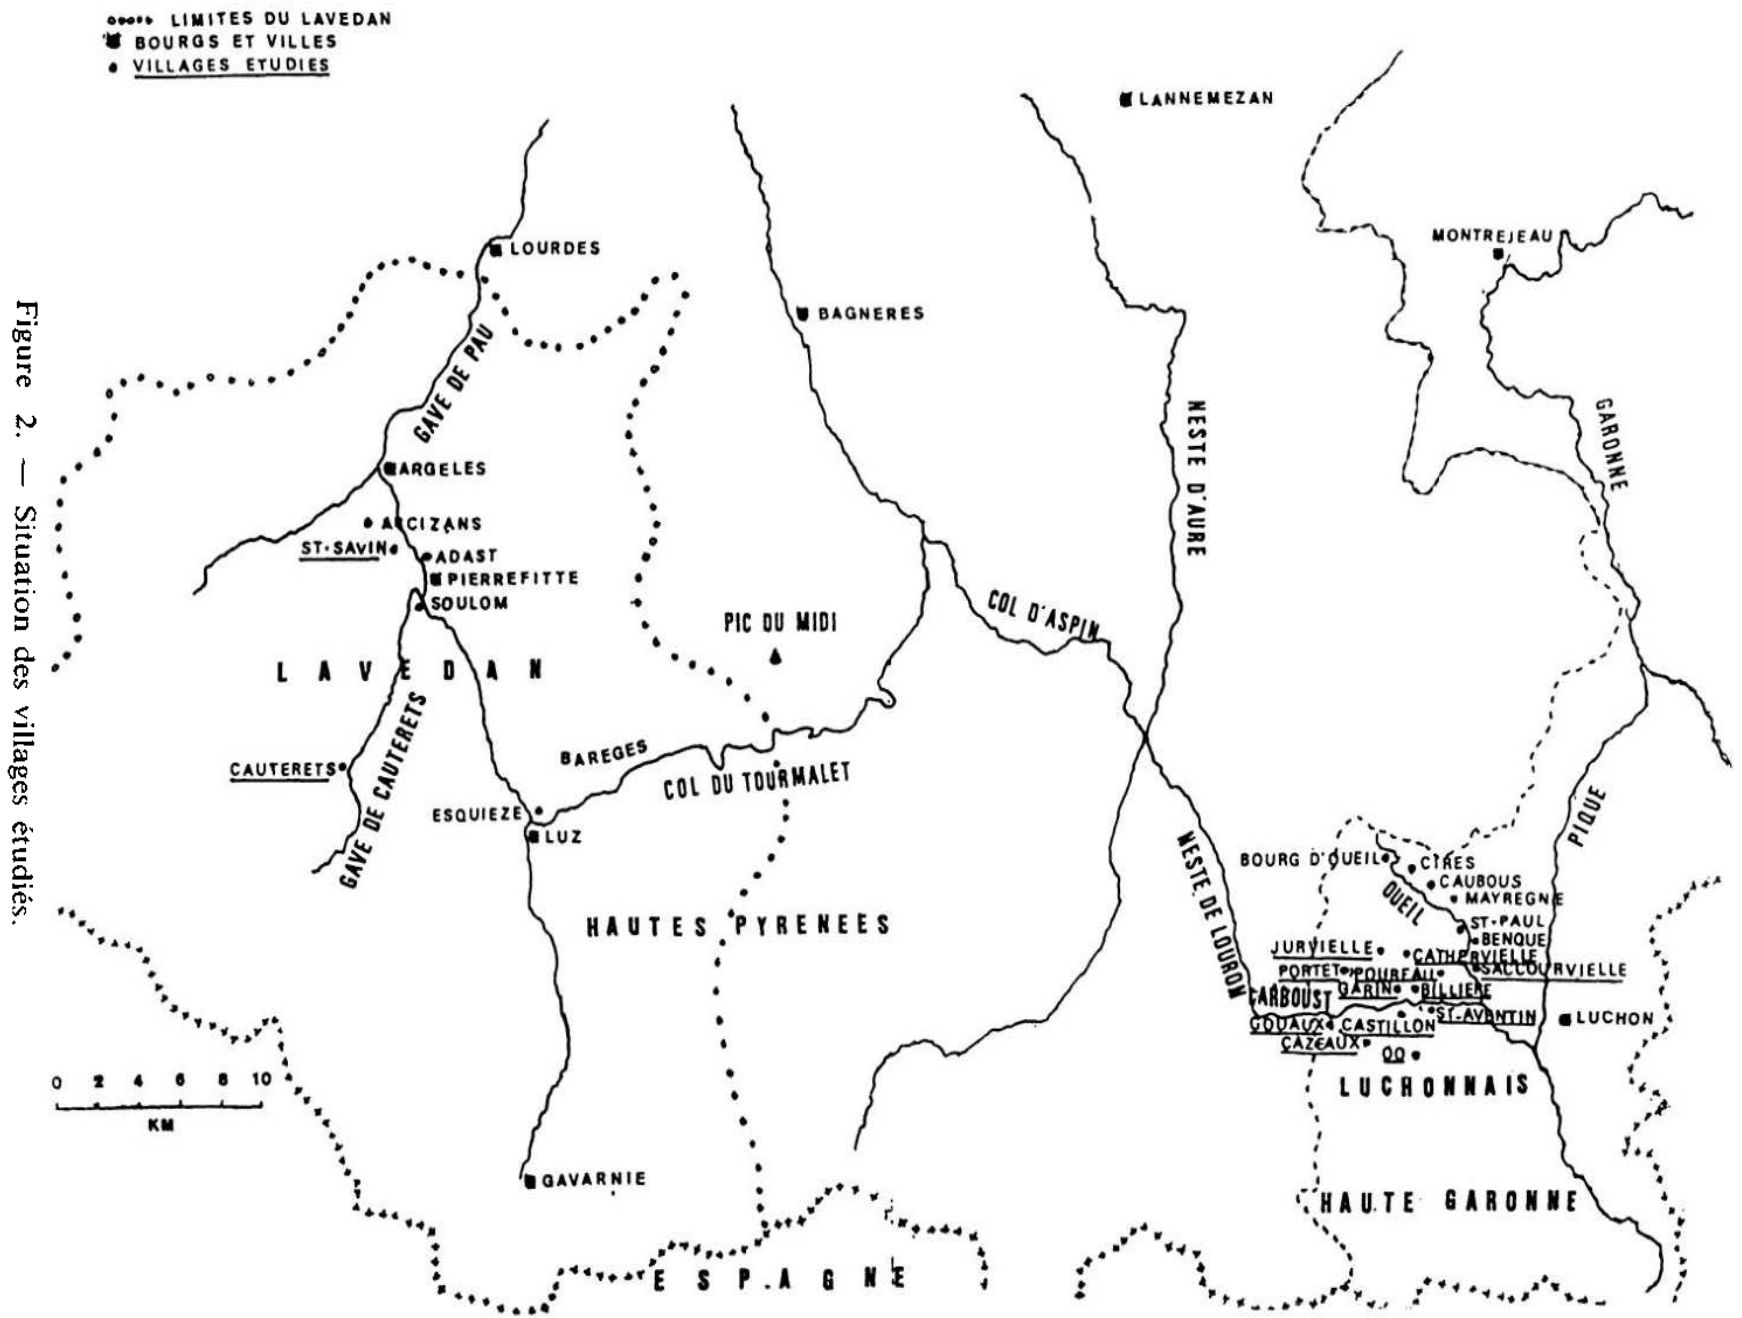 LIMITES DU LAVEDAN
BOURGS ET VILLES
VILLAGES ETUDIES
LANNEMEZAN
MONTREJEAU
LOURDES
BAGNERES
GAVE DE PAU
GARONNE
NESTE D'AURE
ARGELES
ARCIZANS
ST-SAVIN
ADAST
PIERREFITTE
SOULOM
COL D'ASPIN
PIC DU MIDI
LAVEDAN
GAVE DE CAUTERETS
CAUTERETS
BAREGES
COL DU TOURMALET
ESQUIEZE
LUZ
PIQUE
NESTE DE LOURON
BOURG D'OUEIL
CIRES
CAUBOUS
OUEIL
MAYREGNE
ST-PAUL
BENQUE
HAUTES PYRENEES
JURVIELLE
CATHERVIELLE
PORTET
POUBEAU
SACCOURVIELLE
GARIN
BILLIERE
LARBOUST
ST-AVENTIN
LUCHON
GOUAUX
CASTILLON
CAZEAUX
OO
LUCHONNAIS
0 2 4 6 8 10
KM
GAVARNIE
HAUTE GARONNE
ESPAGNE
Figure 2. — Situation des villages étudiés.